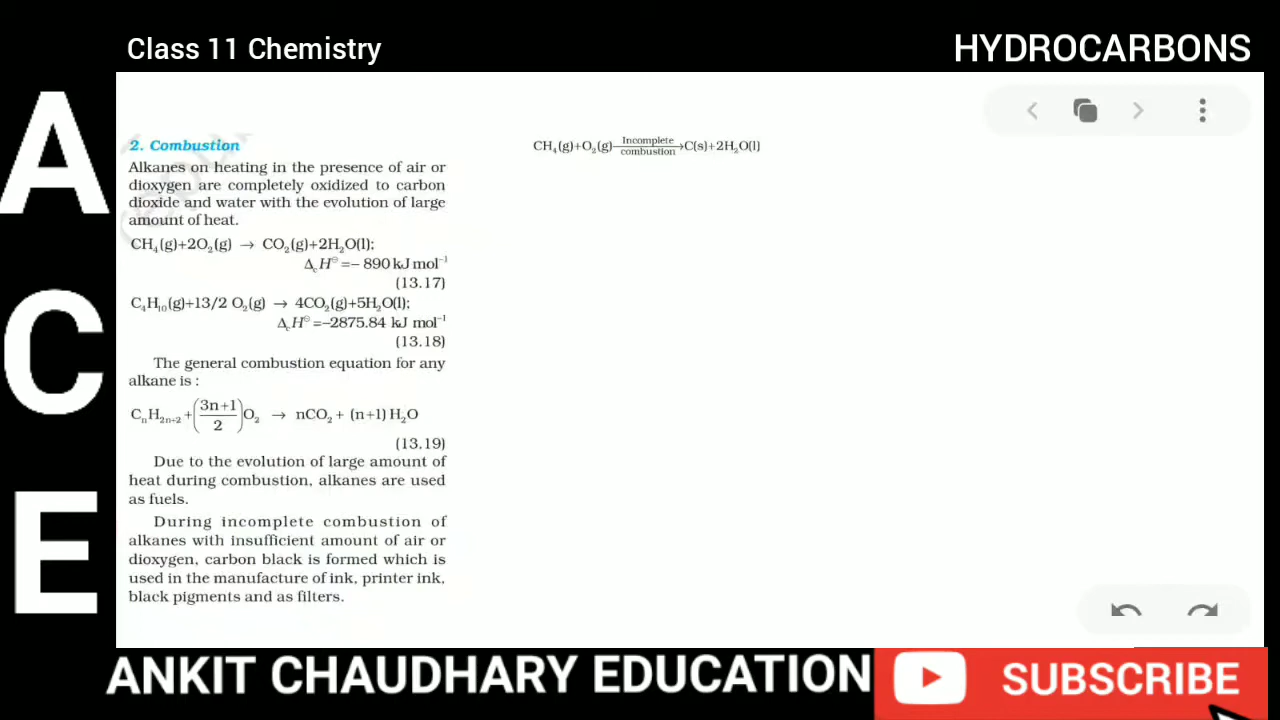 Class 11 Chemistry
HYDROCARBONS
A
C
E
2. Combustion
Alkanes on heating in the presence of air or
dioxygen are completely oxidized to carbon
dioxide and water with the evolution of large
amount of heat.
CH₄(g)+2O₂(g) → CO₂(g)+2H₂O(l);
Δ꜀H⊖ =– 890 kJ mol⁻¹
(13.17)
C₄H₁₀(g)+13/2 O₂(g) → 4CO₂(g)+5H₂O(l);
Δ꜀H⊖ =–2875.84 kJ mol⁻¹
(13.18)
The general combustion equation for any
alkane is :
CₙH₂ₙ₊₂ + (3n+1/2)O₂ → nCO₂ + (n+1) H₂O
(13.19)
Due to the evolution of large amount of
heat during combustion, alkanes are used
as fuels.
During incomplete combustion of
alkanes with insufficient amount of air or
dioxygen, carbon black is formed which is
used in the manufacture of ink, printer ink,
black pigments and as filters.
CH₄(g)+O₂(g) Incomplete combustion→ C(s)+2H₂O(l)
ANKIT CHAUDHARY EDUCATION
SUBSCRIBE